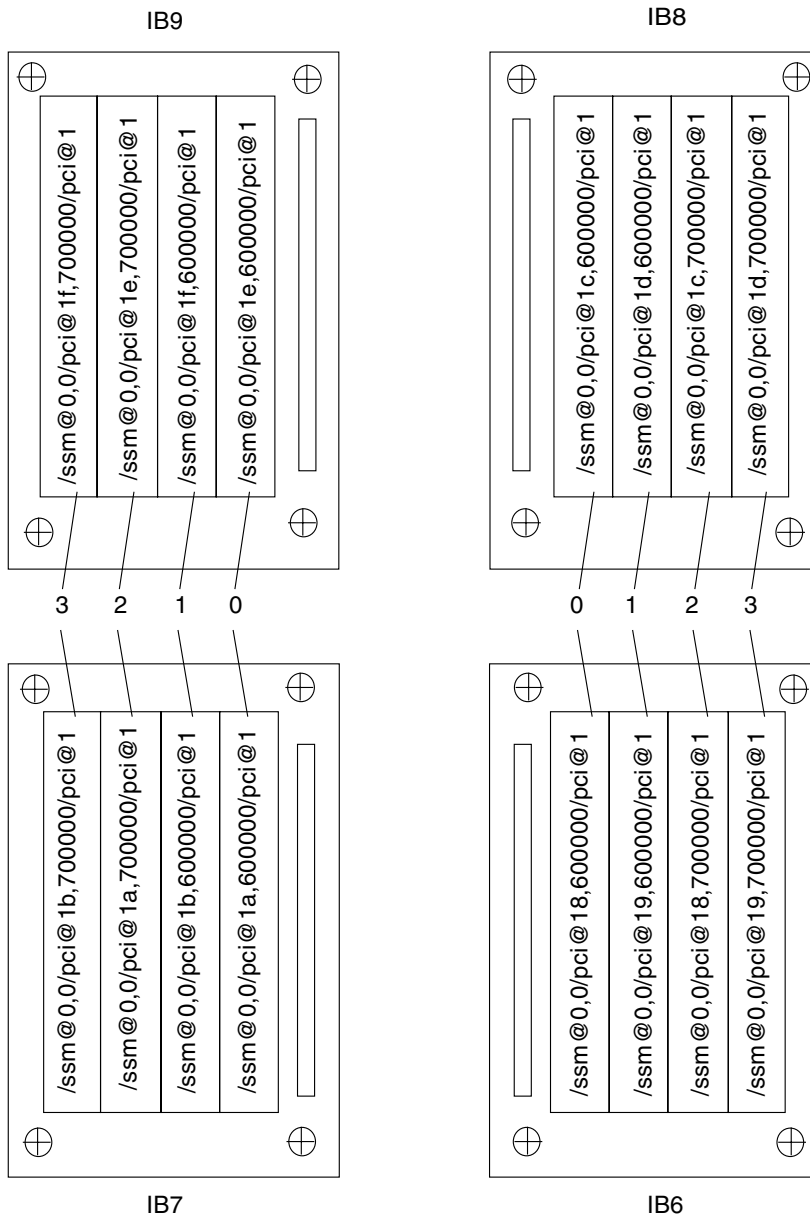 IB9
IB8
/ssm@0,0/pci@1f,700000/pci@1
/ssm@0,0/pci@1e,700000/pci@1
/ssm@0,0/pci@1f,600000/pci@1
/ssm@0,0/pci@1e,600000/pci@1
/ssm@0,0/pci@1c,600000/pci@1
/ssm@0,0/pci@1d,600000/pci@1
/ssm@0,0/pci@1c,700000/pci@1
/ssm@0,0/pci@1d,700000/pci@1
3 2 1 0
0 1 2 3
/ssm@0,0/pci@1b,700000/pci@1
/ssm@0,0/pci@1a,700000/pci@1
/ssm@0,0/pci@1b,600000/pci@1
/ssm@0,0/pci@1a,600000/pci@1
/ssm@0,0/pci@18,600000/pci@1
/ssm@0,0/pci@19,600000/pci@1
/ssm@0,0/pci@18,700000/pci@1
/ssm@0,0/pci@19,700000/pci@1
IB7
IB6